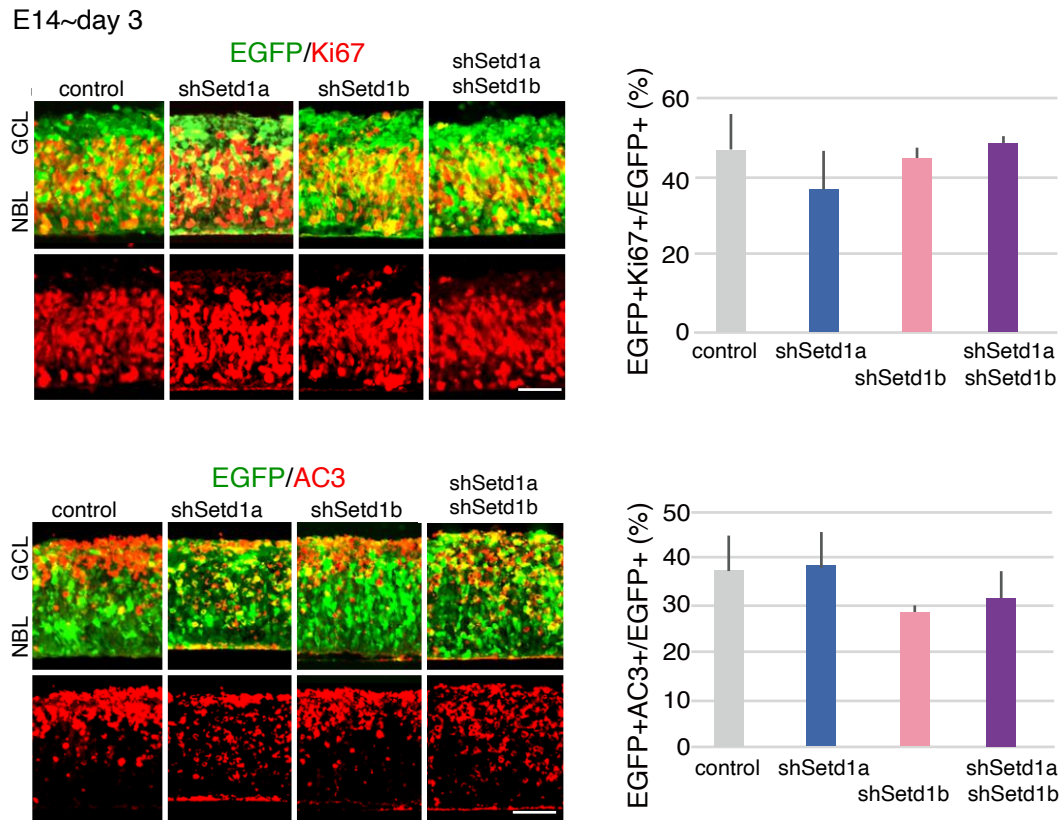 E14~day 3
EGFP/Ki67
control
shSetd1a
shSetd1b
shSetd1a
shSetd1b
GCL
NBL
EGFP+Ki67+/EGFP+ (%)
60
40
20
0
control
shSetd1a
shSetd1b
shSetd1a
shSetd1b
EGFP/AC3
control
shSetd1a
shSetd1b
shSetd1a
shSetd1b
GCL
NBL
EGFP+AC3+/EGFP+ (%)
50
40
30
20
10
0
control
shSetd1a
shSetd1b
shSetd1a
shSetd1b